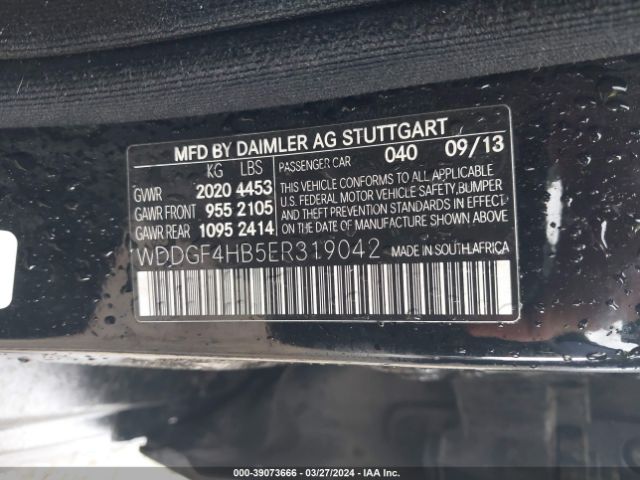 MFD BY DAIMLER AG STUTTGART
KG LBS PASSENGER CAR 040 09/13
GVWR 2020 4453
GAWR FRONT 955 2105
GAWR REAR 1095 2414
THIS VEHICLE CONFORMS TO ALL APPLICABLE
U.S. FEDERAL MOTOR VEHICLE SAFETY, BUMPER
AND THEFT PREVENTION STANDARDS IN EFFECT
ON THE DATE OF MANUFACTURE SHOWN ABOVE.
WDDGF4HB5ER319042 MADE IN SOUTH AFRICA
000-39073666 - 03/27/2024 - IAA Inc.